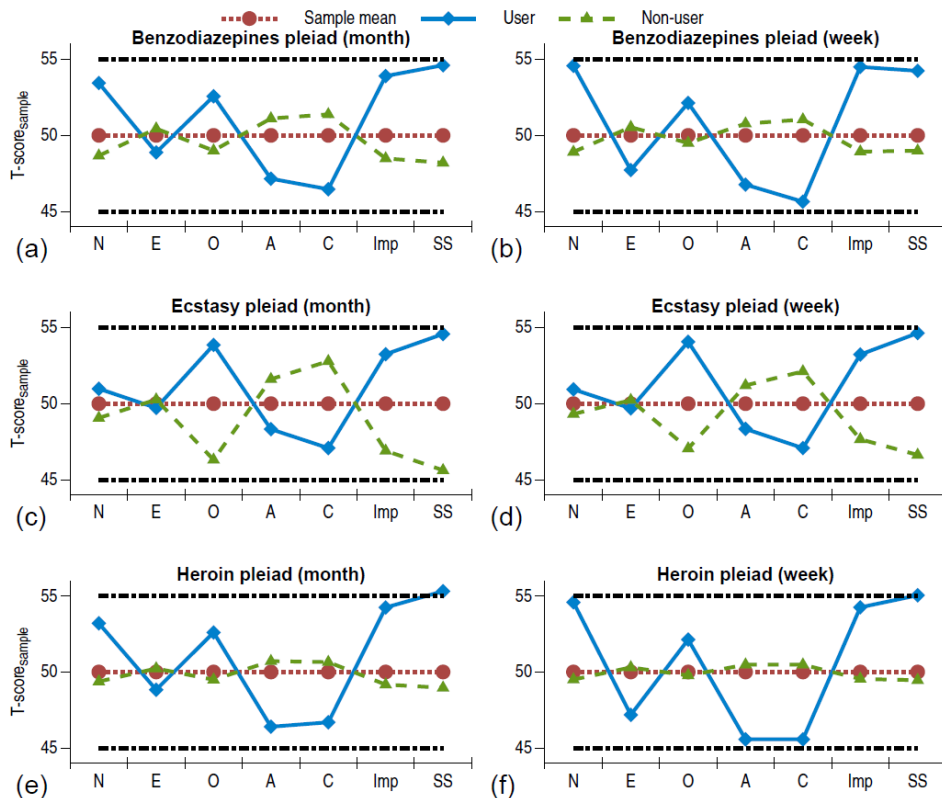 Sample mean User Non-user
Benzodiazepines pleiad (month) Benzodiazepines pleiad (week)
T-score_sample
55 50 45
(a) N E O A C Imp SS
55 50 45
(b) N E O A C Imp SS
Ecstasy pleiad (month) Ecstasy pleiad (week)
T-score_sample
55 50 45
(c) N E O A C Imp SS
55 50 45
(d) N E O A C Imp SS
Heroin pleiad (month) Heroin pleiad (week)
T-score_sample
55 50 45
(e) N E O A C Imp SS
55 50 45
(f) N E O A C Imp SS